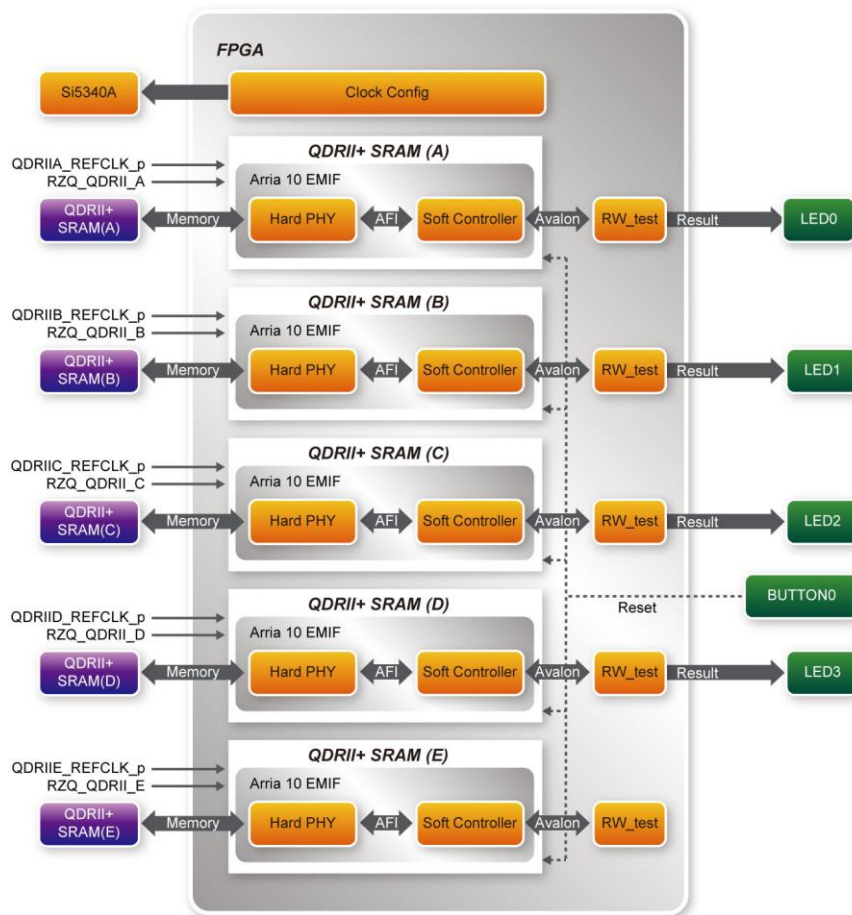 FPGA
Si5340A
Clock Config
QDRII+ SRAM (A)
QDRIIA_REFCLK_p
RZQ_QDRII_A
Arria 10 EMIF
QDRII+
SRAM(A)
Memory
Hard PHY
AFI
Soft Controller
Avalon
RW_test
Result
LED0
QDRII+ SRAM (B)
QDRIIB_REFCLK_p
RZQ_QDRII_B
Arria 10 EMIF
QDRII+
SRAM(B)
Memory
Hard PHY
AFI
Soft Controller
Avalon
RW_test
Result
LED1
QDRII+ SRAM (C)
QDRIIC_REFCLK_p
RZQ_QDRII_C
Arria 10 EMIF
QDRII+
SRAM(C)
Memory
Hard PHY
AFI
Soft Controller
Avalon
RW_test
Result
LED2
BUTTON0
Reset
QDRII+ SRAM (D)
QDRIID_REFCLK_p
RZQ_QDRII_D
Arria 10 EMIF
QDRII+
SRAM(D)
Memory
Hard PHY
AFI
Soft Controller
Avalon
RW_test
Result
LED3
QDRII+ SRAM (E)
QDRIIE_REFCLK_p
RZQ_QDRII_E
Arria 10 EMIF
QDRII+
SRAM(E)
Memory
Hard PHY
AFI
Soft Controller
Avalon
RW_test